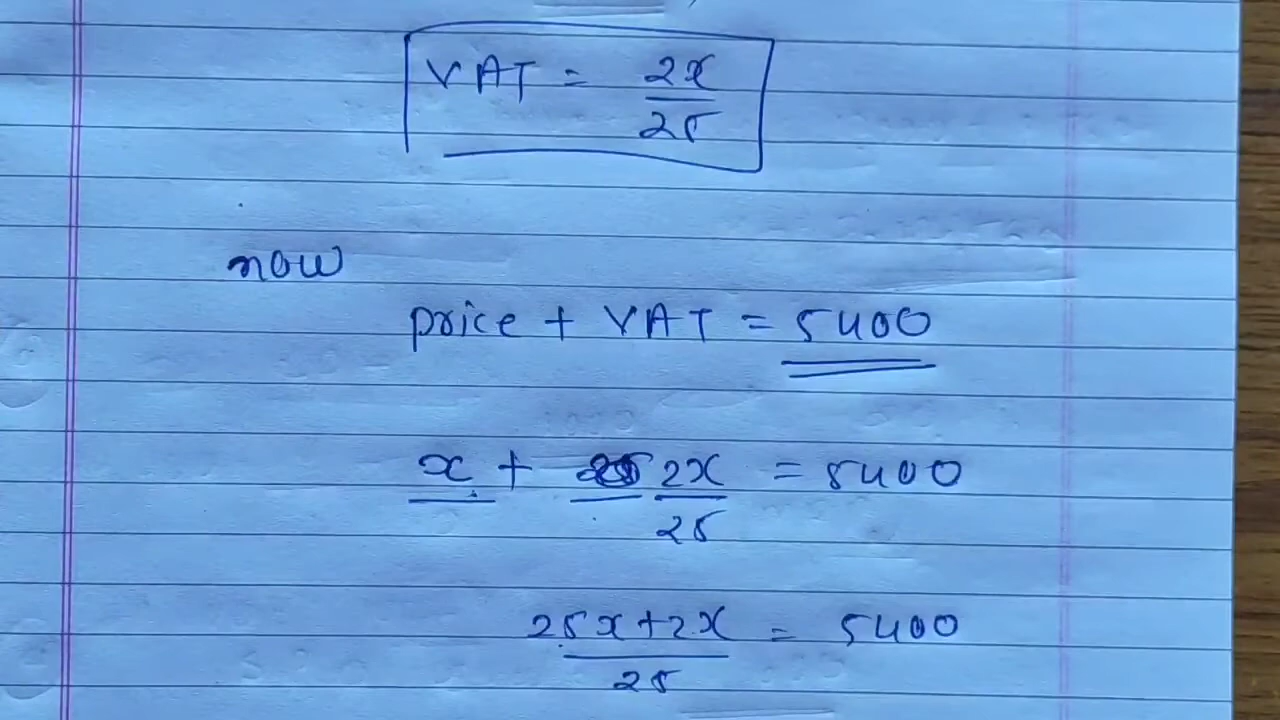 VAT = 2x/25
now
price + VAT = 5400
x + 2x/25 = 5400
25x+2x/25 = 5400